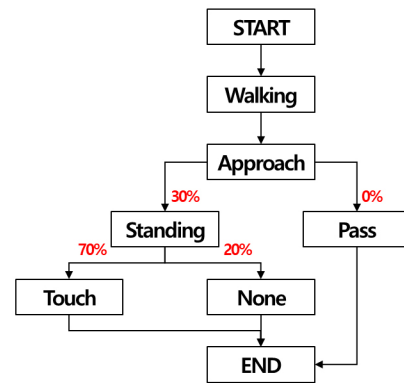 START
Walking
Approach
30%
0%
Standing
Pass
70%
20%
Touch
None
END